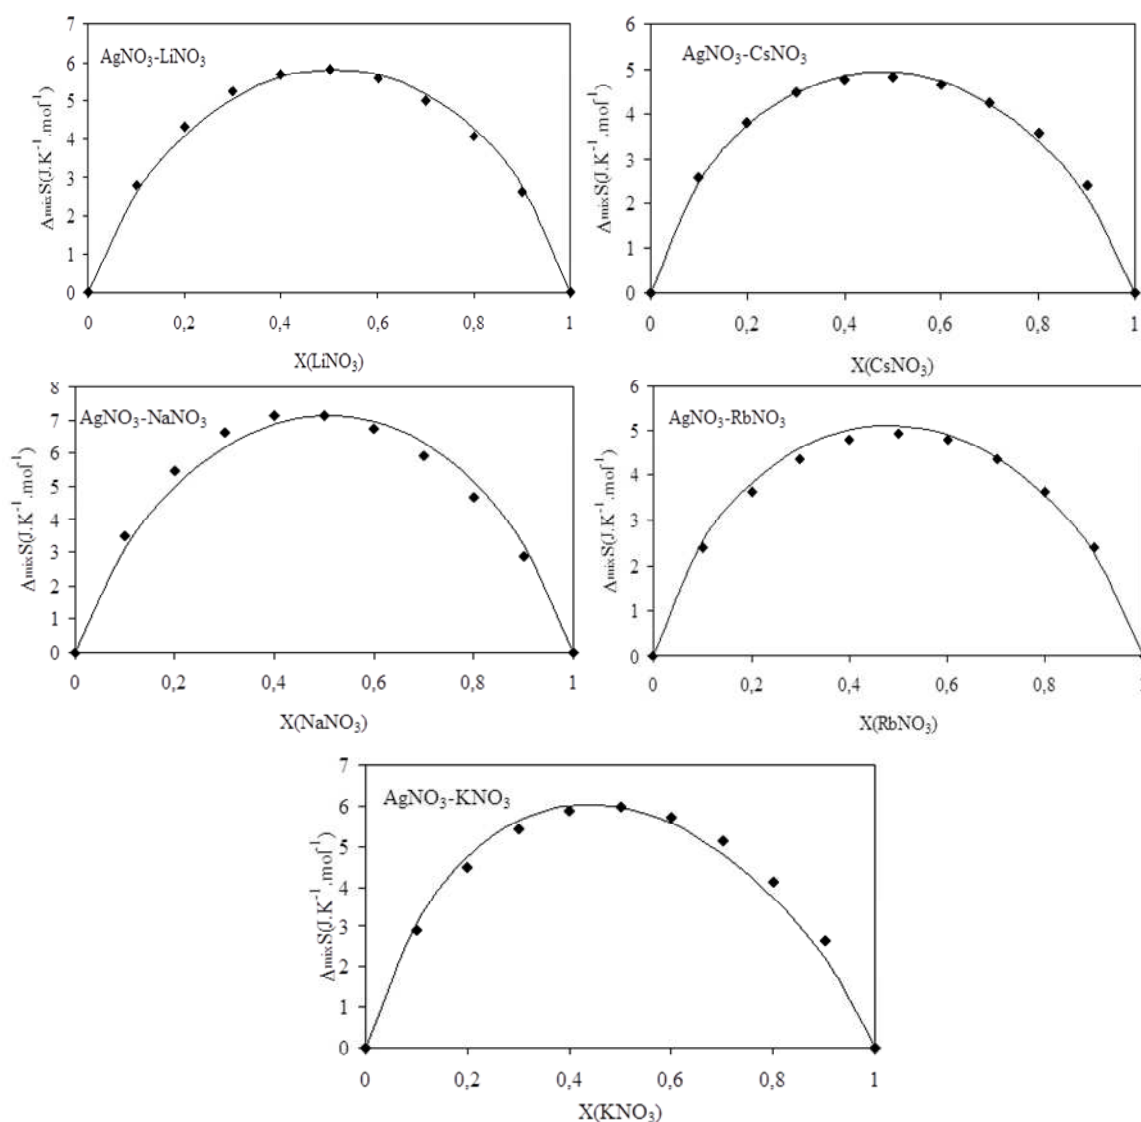 AgNO₃-LiNO₃
ΔmixS(J.K⁻¹.mol⁻¹)
7
6
5
4
3
2
1
0
0 0,2 0,4 0,6 0,8 1
X(LiNO₃)
AgNO₃-CsNO₃
ΔmixS(J.K⁻¹.mol⁻¹)
6
5
4
3
2
1
0
0 0,2 0,4 0,6 0,8 1
X(CsNO₃)
AgNO₃-NaNO₃
ΔmixS(J.K⁻¹.mol⁻¹)
8
7
6
5
4
3
2
1
0
0 0,2 0,4 0,6 0,8 1
X(NaNO₃)
AgNO₃-RbNO₃
ΔmixS(J.K⁻¹.mol⁻¹)
6
5
4
3
2
1
0
0 0,2 0,4 0,6 0,8 1
X(RbNO₃)
AgNO₃-KNO₃
ΔmixS(J.K⁻¹.mol⁻¹)
7
6
5
4
3
2
1
0
0 0,2 0,4 0,6 0,8 1
X(KNO₃)